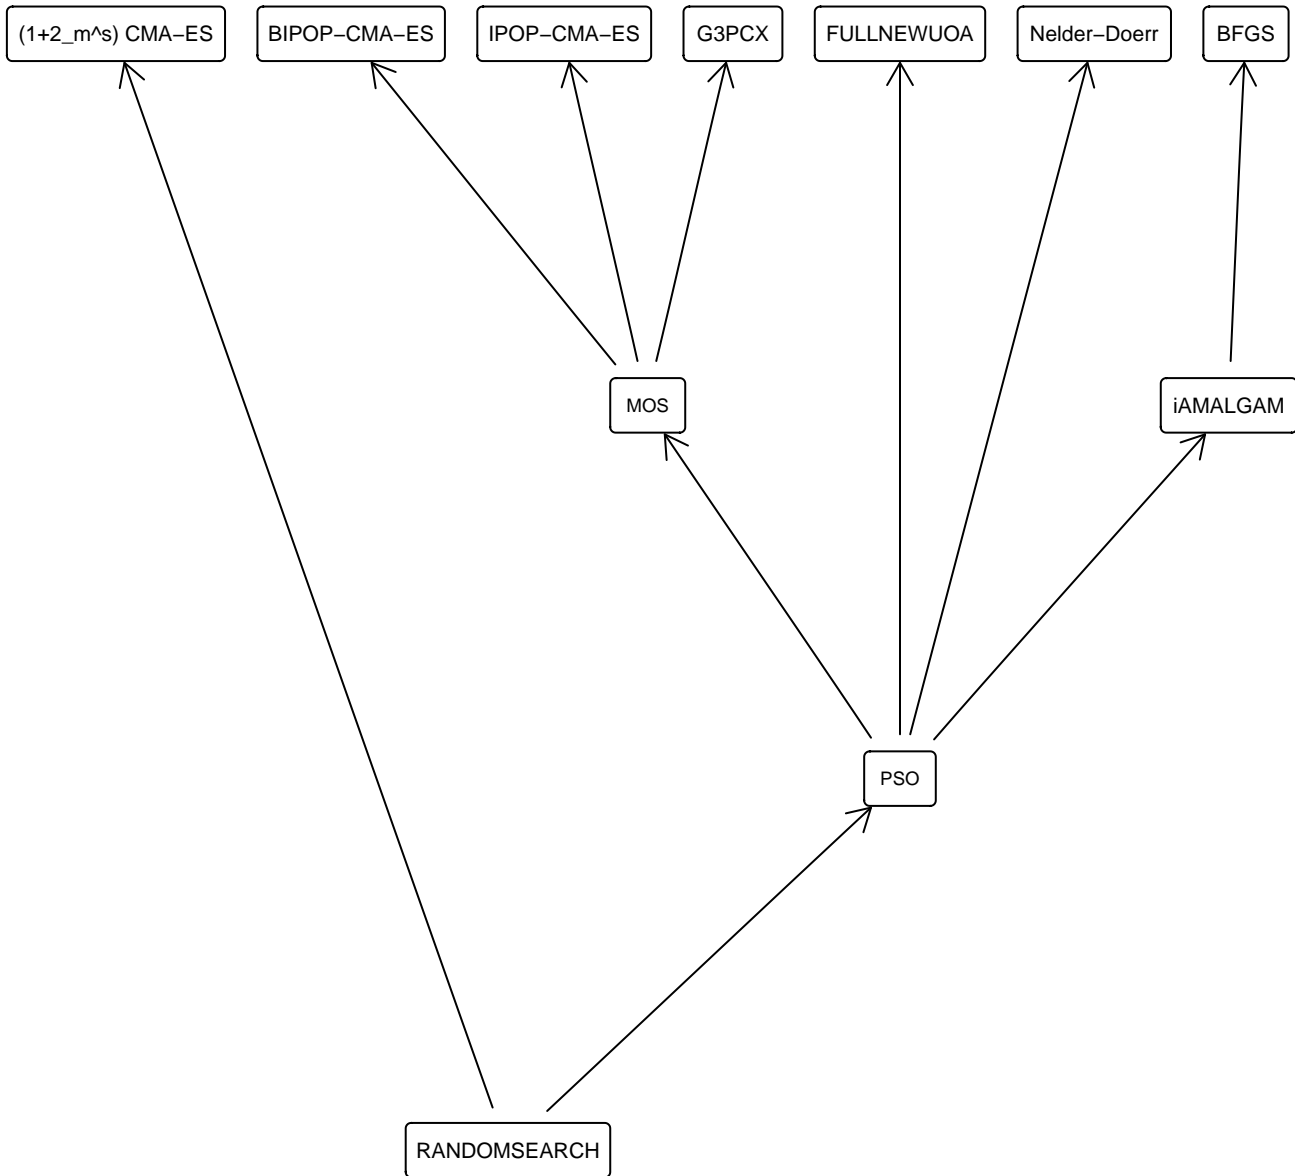 (1+2_m^s) CMA−ES
BIPOP−CMA−ES
IPOP−CMA−ES
G3PCX
FULLNEWUOA
Nelder−Doerr
BFGS
MOS
iAMALGAM
PSO
RANDOMSEARCH